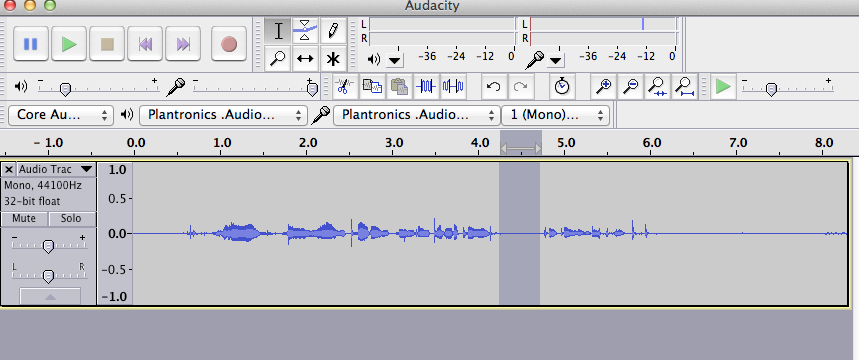 Audacity
L
R
-36 -24 -12 0
L
R
-36 -24 -12 0
- +
- +
- +
Core Au... Plantronics .Audio... Plantronics .Audio... 1 (Mono)...
- 1.0 0.0 1.0 2.0 3.0 4.0 5.0 6.0 7.0 8.0
× Audio Trac
Mono, 44100Hz
32-bit float
Mute Solo
- +
L R
1.0
0.5-
0.0-
-0.5-
-1.0